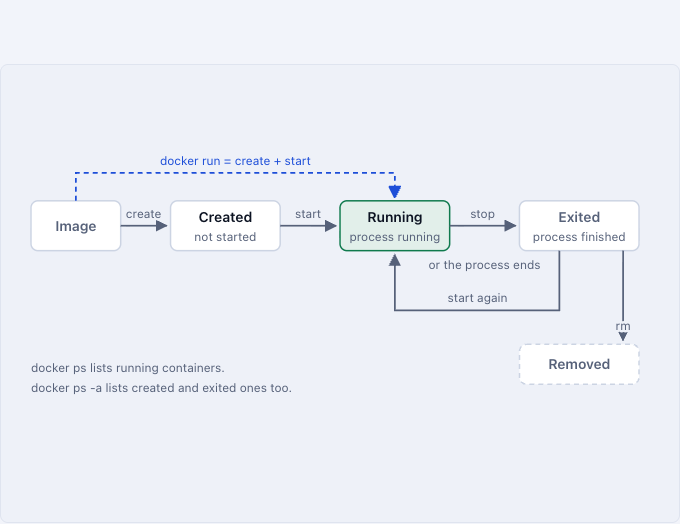 docker run = create + start
Image
create
Created
not started
start
Running
process running
stop
Exited
process finished
or the process ends
start again
rm
Removed
docker ps lists running containers.
docker ps -a lists created and exited ones too.